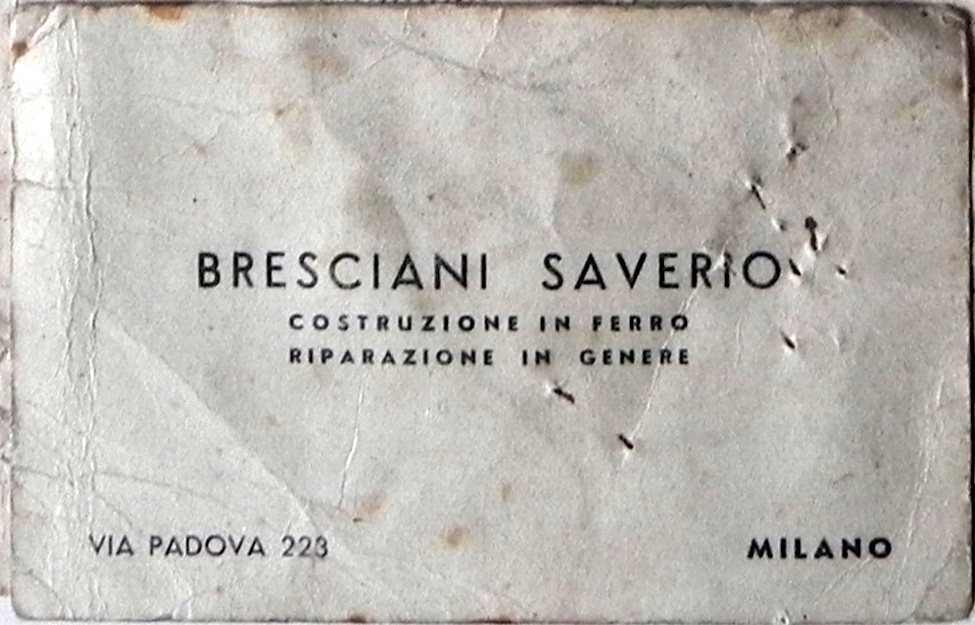 BRESCIANI SAVERIO
COSTRUZIONE IN FERRO
RIPARAZIONE IN GENERE
VIA PADOVA 223 MILANO